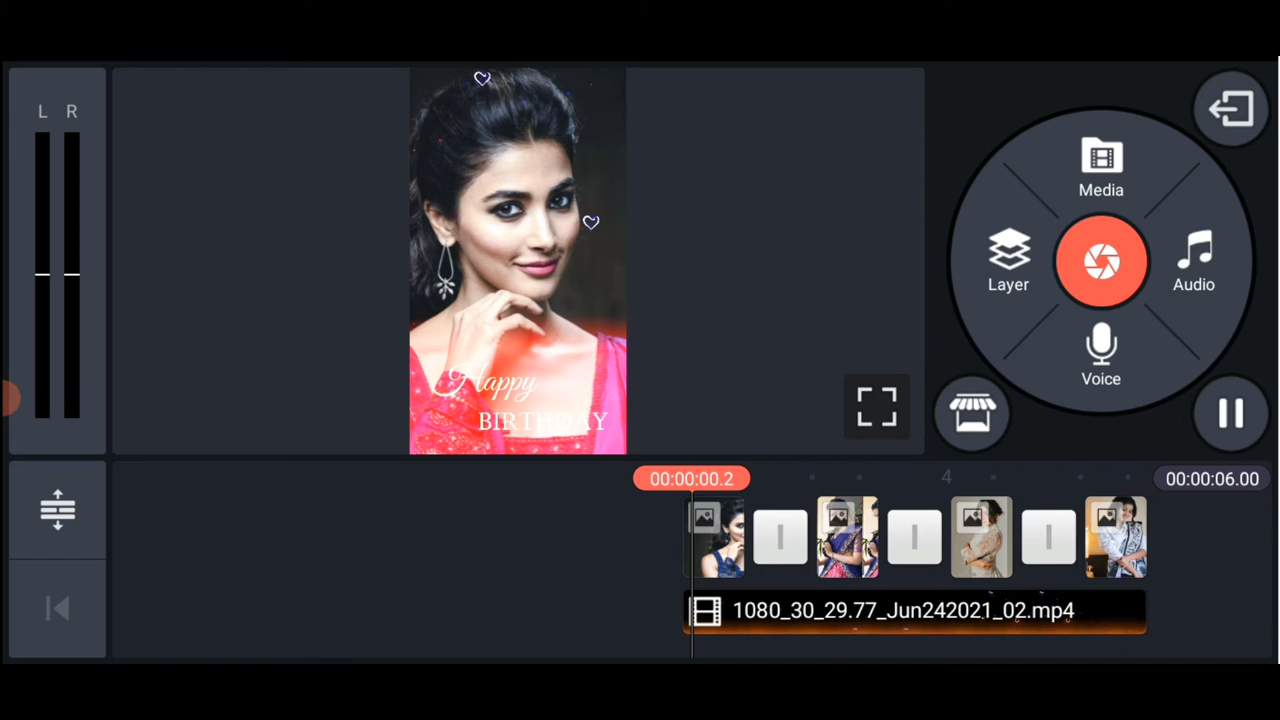 L R
Media
Layer
Audio
Voice
Happy
BIRTHDAY
00:00:00.2
4
00:00:06.00
1080_30_29.77_Jun242021_02.mp4